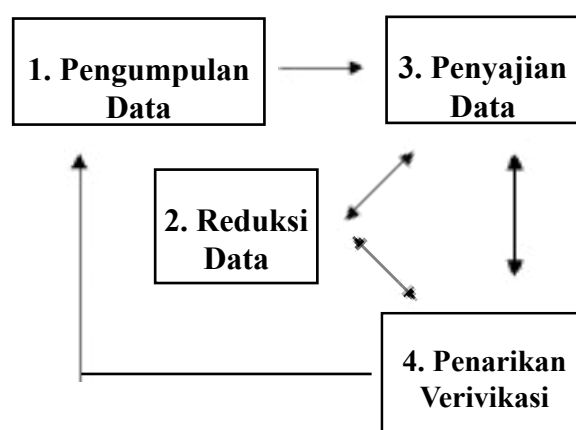 1. Pengumpulan
Data
3. Penyajian
Data
2. Reduksi
Data
4. Penarikan
Verivikasi